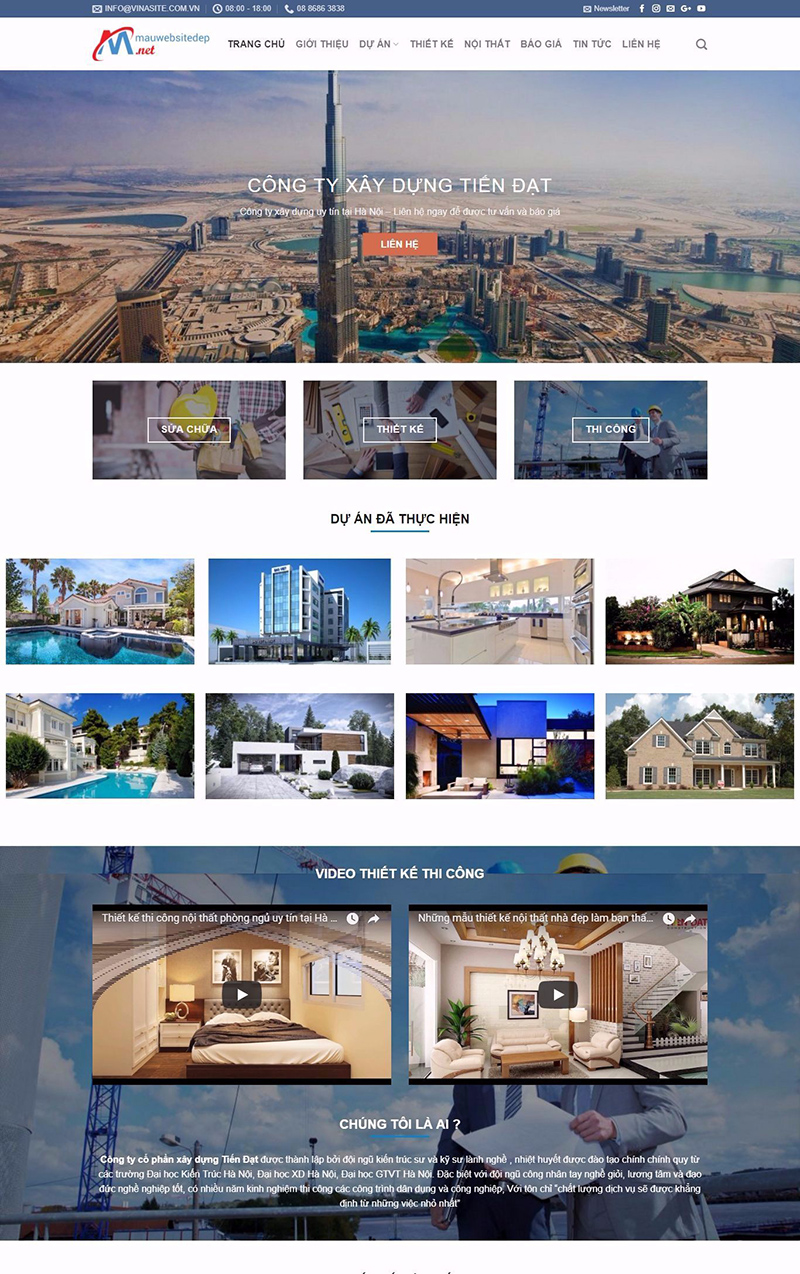 INFO@VINASITE.COM.VN
08:00 - 18:00
08 8686 3838
Newsletter
mauwebsitedep
.net
TRANG CHỦ
GIỚI THIỆU
DỰ ÁN
THIẾT KẾ
NỘI THẤT
BÁO GIÁ
TIN TỨC
LIÊN HỆ
CÔNG TY XÂY DỰNG TIẾN ĐẠT
Công ty xây dựng uy tín tại Hà Nội – Liên hệ ngay để được tư vấn và báo giá
LIÊN HỆ
SỬA CHỮA
THIẾT KẾ
THI CÔNG
DỰ ÁN ĐÃ THỰC HIỆN
VIDEO THIẾT KẾ THI CÔNG
Thiết kế thi công nội thất phòng ngủ uy tín tại Hà ...
Những mẫu thiết kế nội thất nhà đẹp làm bạn thấ...
CHÚNG TÔI LÀ AI ?
Công ty cổ phần xây dựng Tiến Đạt được thành lập bởi đội ngũ kiến trúc sư và kỹ sư lành nghề , nhiệt huyết được đào tạo chính chính quy từ
các trường Đại học Kiến Trúc Hà Nội, Đại học XD Hà Nội, Đại học GTVT Hà Nội. Đặc biệt với đội ngũ công nhân tay nghề giỏi, lương tâm và đạo
đức nghề nghiệp tốt, có nhiều năm kinh nghiệm thi công các công trình dân dụng và công nghiệp, Với tôn chỉ "chất lượng dịch vụ sẽ được khẳng
định từ những việc nhỏ nhất"